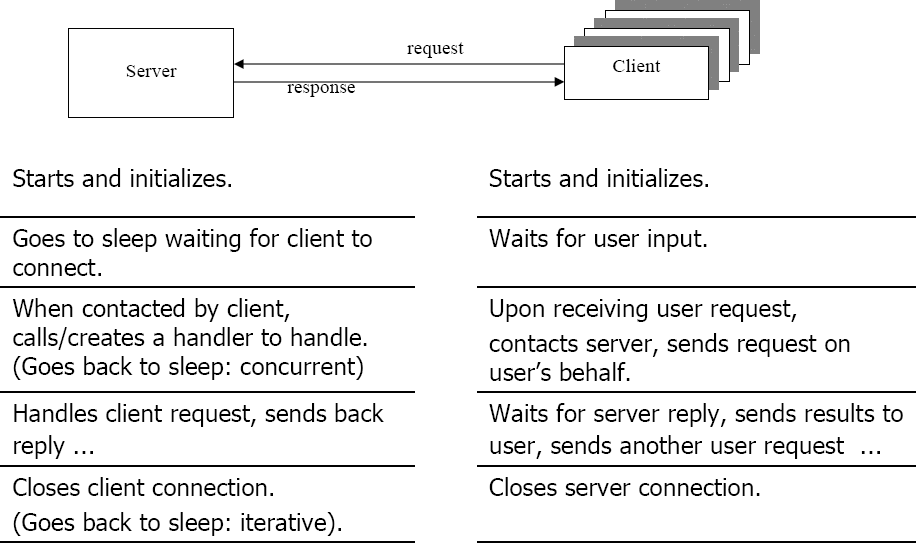 request
Server
Client
response
Starts and initializes.
Starts and initializes.
Goes to sleep waiting for client to
connect.
Waits for user input.
When contacted by client,
calls/creates a handler to handle.
(Goes back to sleep: concurrent)
Upon receiving user request,
contacts server, sends request on
user’s behalf.
Handles client request, sends back
reply ...
Waits for server reply, sends results to
user, sends another user request ...
Closes client connection.
(Goes back to sleep: iterative).
Closes server connection.